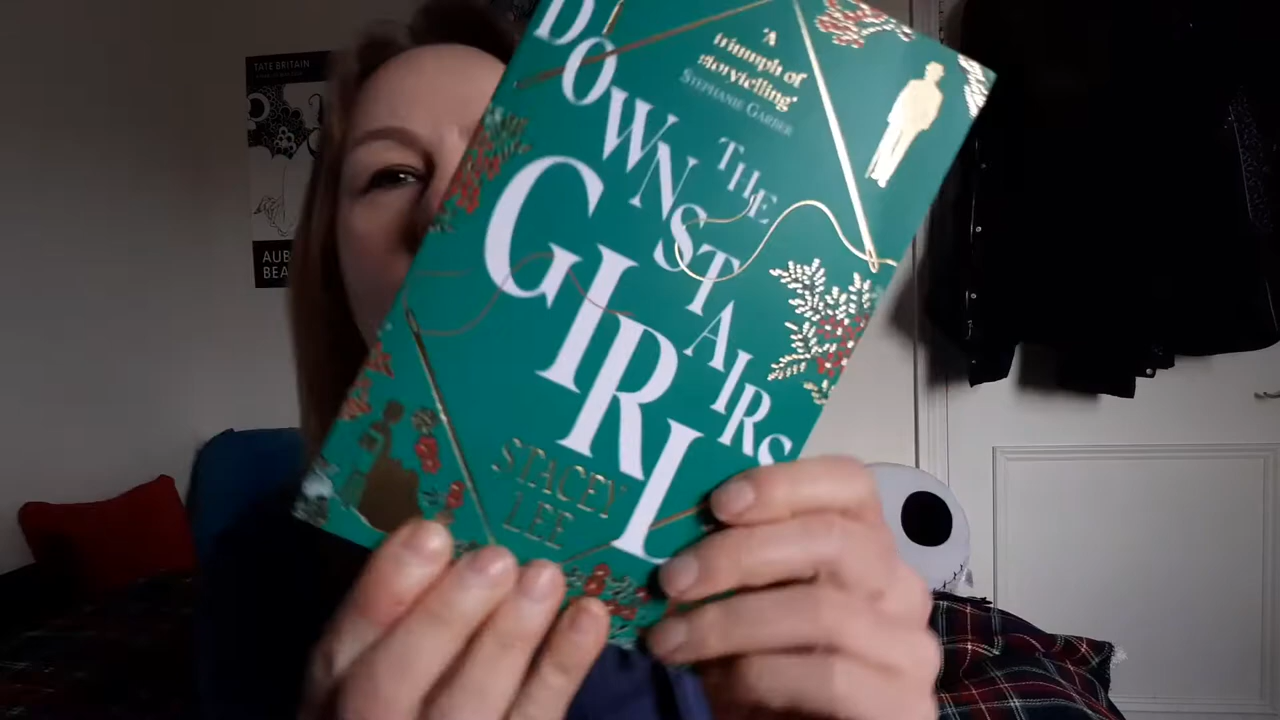 TATE BRITAIN
AUB
BEA
'A
triumph of
storytelling'
STEPHANIE GARBER
THE
DOWNSTAIRS
GIRL
STACEY
LEE